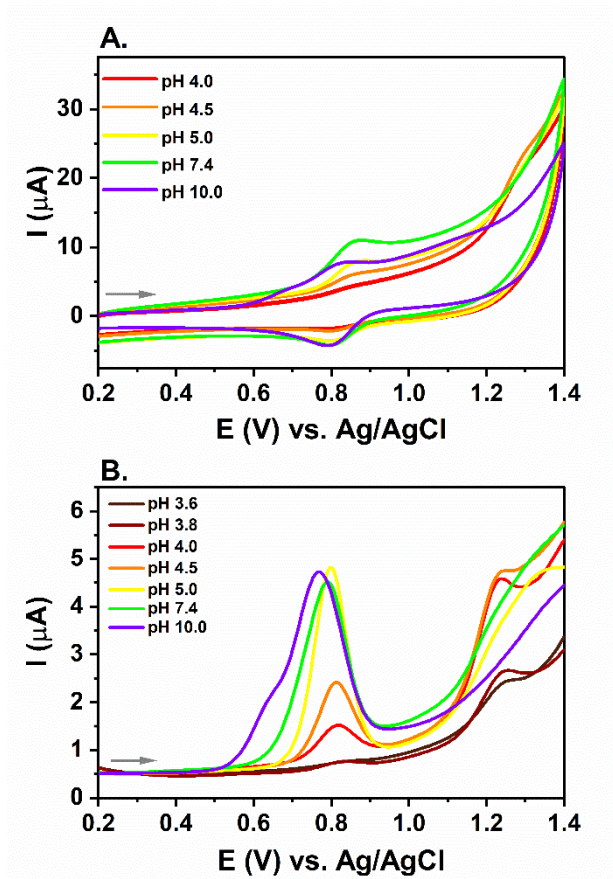 A.
pH 4.0
pH 4.5
pH 5.0
pH 7.4
pH 10.0
I (μA)
30
20
10
0
0.2 0.4 0.6 0.8 1.0 1.2 1.4
E (V) vs. Ag/AgCl
B.
pH 3.6
pH 3.8
pH 4.0
pH 4.5
pH 5.0
pH 7.4
pH 10.0
I (μA)
6
5
4
3
2
1
0
0.2 0.4 0.6 0.8 1.0 1.2 1.4
E (V) vs. Ag/AgCl